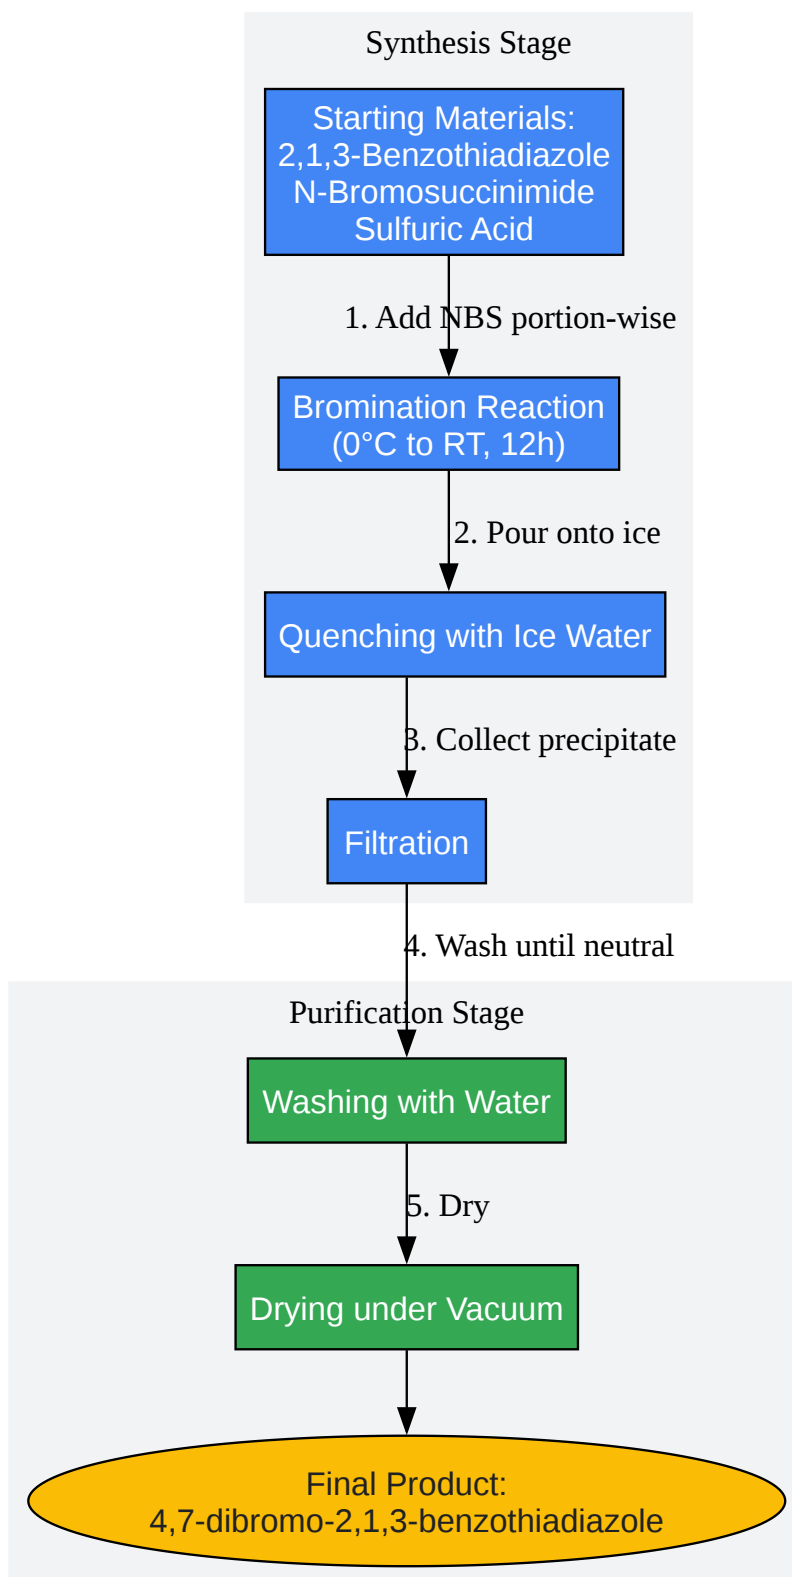 Synthesis Stage
Starting Materials:
2,1,3-Benzothiadiazole
N-Bromosuccinimide
Sulfuric Acid
1. Add NBS portion-wise
Bromination Reaction
(0°C to RT, 12h)
2. Pour onto ice
Quenching with Ice Water
3. Collect precipitate
Filtration
4. Wash until neutral
Purification Stage
Washing with Water
5. Dry
Drying under Vacuum
Final Product:
4,7-dibromo-2,1,3-benzothiadiazole